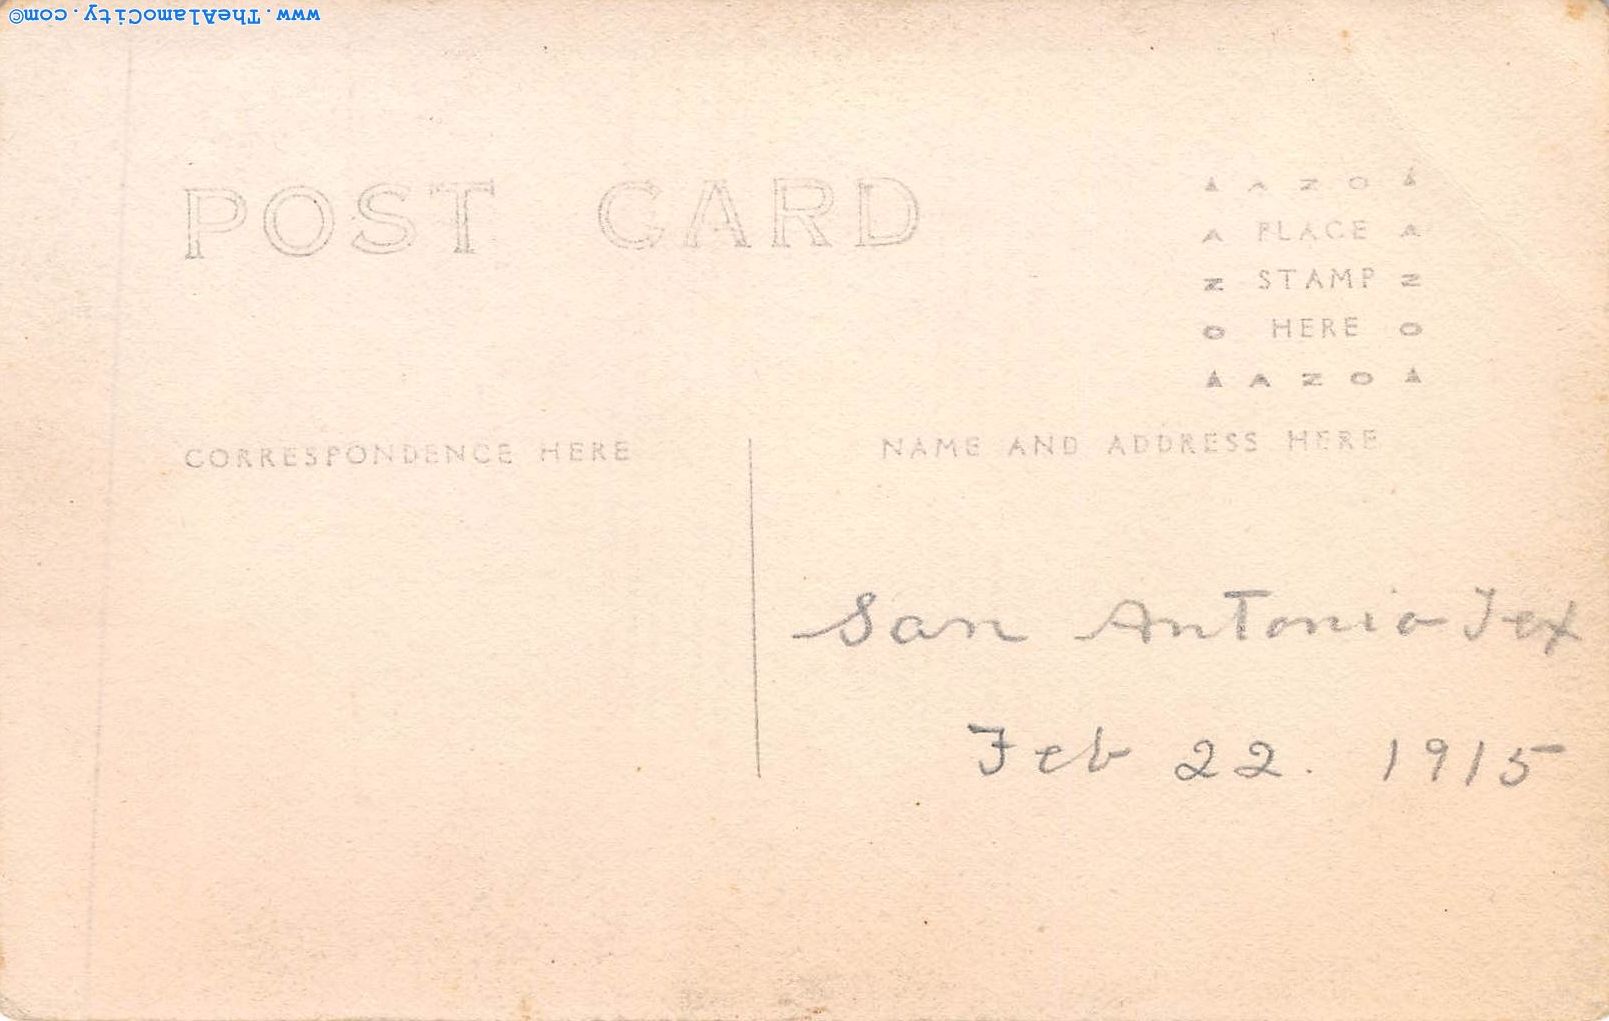 www.TheAlamoCity.com©
POST CARD
AZO
A PLACE A
N STAMP N
O HERE O
AZO
CORRESPONDENCE HERE
NAME AND ADDRESS HERE
San Antonio Tex
Feb 22. 1915